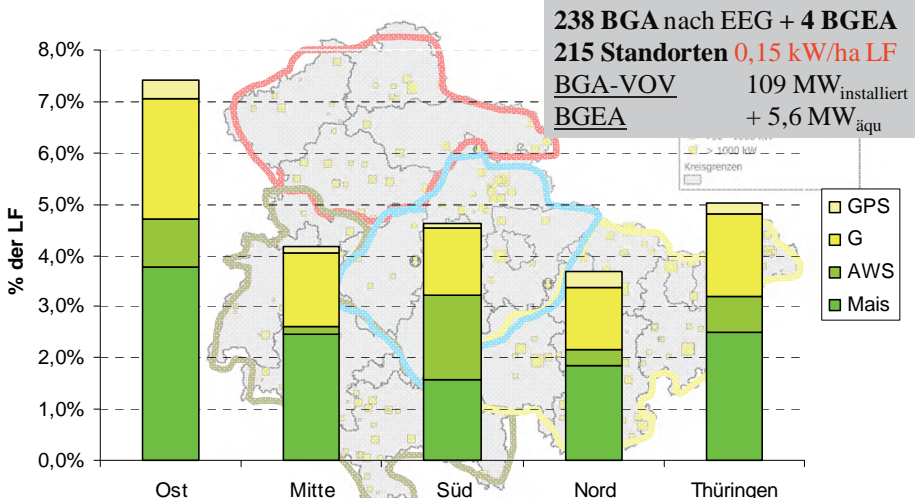 238 BGA nach EEG + 4 BGEA
215 Standorten 0,15 kW/ha LF
BGA-VOV 109 MWinstalliert
BGEA + 5,6 MWäqu
> 1000 kW
Kreisgrenzen
% der LF
8,0%
7,0%
6,0%
5,0%
4,0%
3,0%
2,0%
1,0%
0,0%
GPS
G
AWS
Mais
Ost Mitte Süd Nord Thüringen